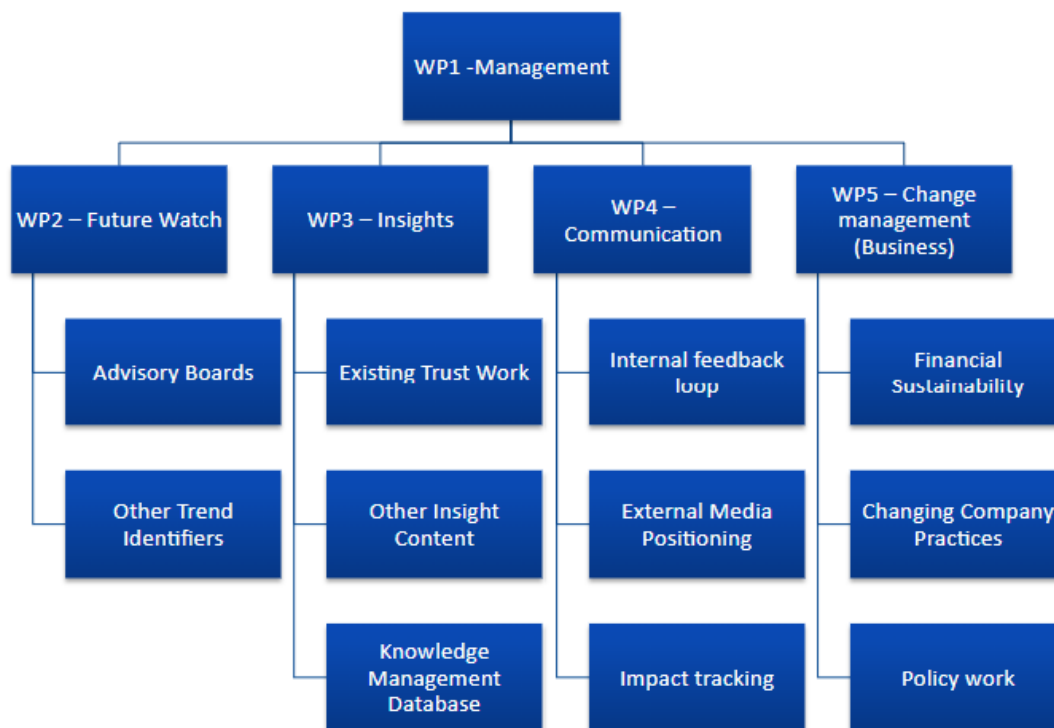 WP1 -Management
WP2 – Future Watch
WP3 – Insights
WP4 –
Communication
WP5 – Change
management
(Business)
Advisory Boards
Existing Trust Work
Internal feedback
loop
Financial
Sustainability
Other Trend
Identifiers
Other Insight
Content
External Media
Positioning
Changing Company
Practices
Knowledge
Management
Database
Impact tracking
Policy work